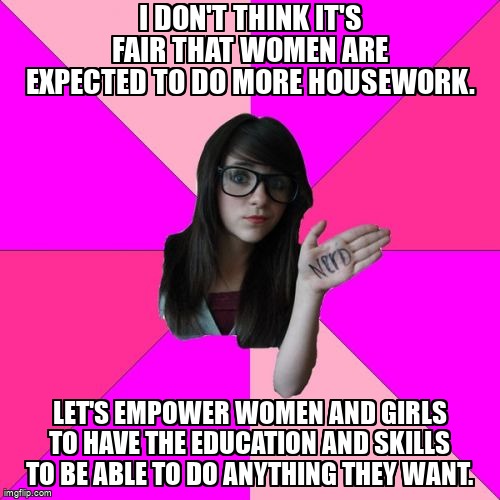 I DON'T THINK IT'S
FAIR THAT WOMEN ARE
EXPECTED TO DO MORE HOUSEWORK.
NERD
LET'S EMPOWER WOMEN AND GIRLS
TO HAVE THE EDUCATION AND SKILLS
TO BE ABLE TO DO ANYTHING THEY WANT.
imgflip.com